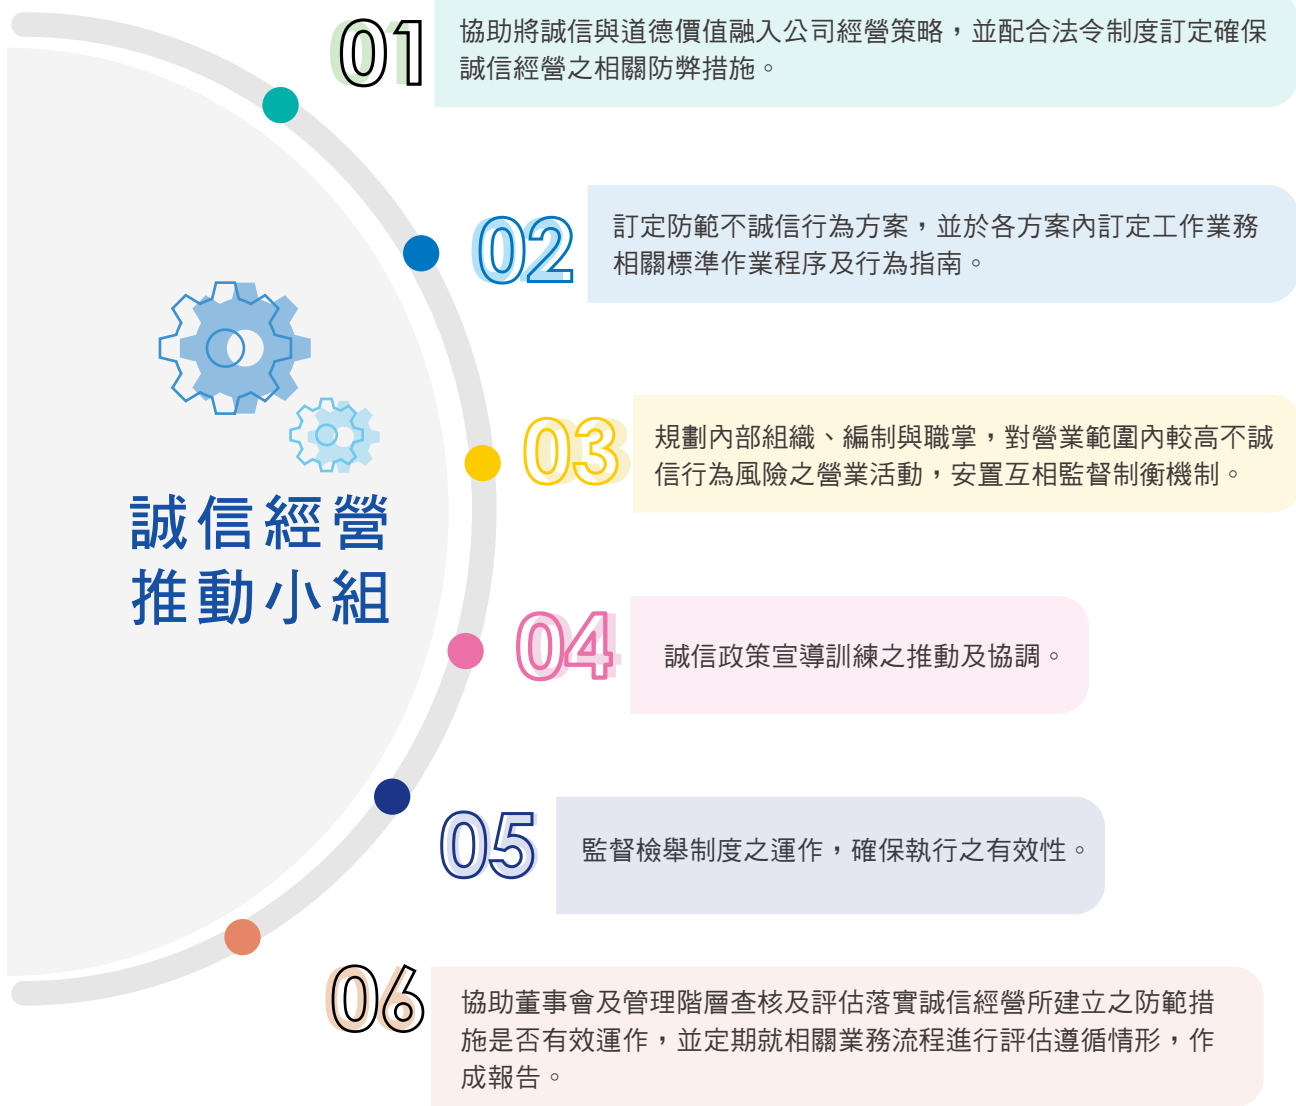 01
協助將誠信與道德價值融入公司經營策略，並配合法令制度訂定確保
誠信經營之相關防弊措施。
02
訂定防範不誠信行為方案，並於各方案內訂定工作業務
相關標準作業程序及行為指南。
03
規劃內部組織、編制與職掌，對營業範圍內較高不誠
信行為風險之營業活動，安置互相監督制衡機制。
誠信經營
推動小組
04
誠信政策宣導訓練之推動及協調。
05
監督檢舉制度之運作，確保執行之有效性。
06
協助董事會及管理階層查核及評估落實誠信經營所建立之防範措
施是否有效運作，並定期就相關業務流程進行評估遵循情形，作
成報告。